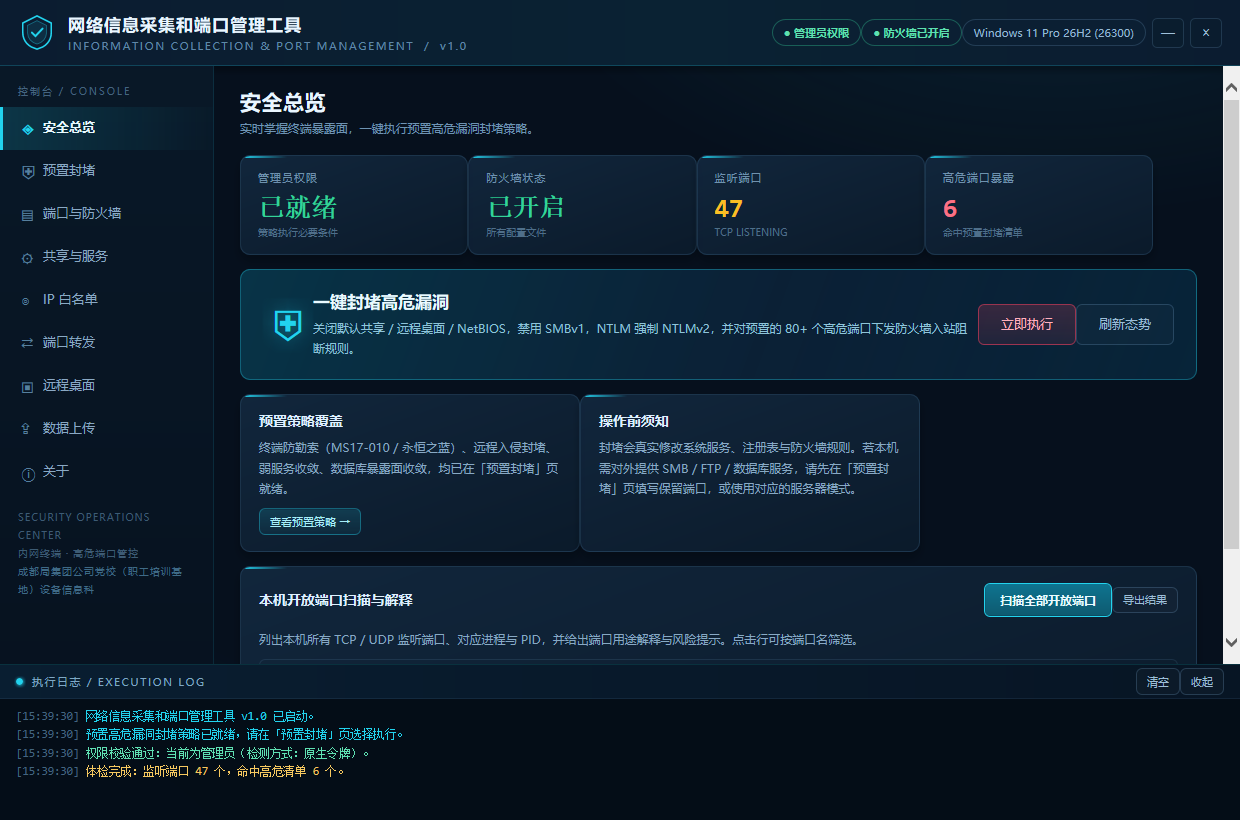 网络信息采集和端口管理工具
INFORMATION COLLECTION & PORT MANAGEMENT / v1.0
● 管理员权限
● 防火墙已开启
Windows 11 Pro 26H2 (26300)
控制台 / CONSOLE
安全总览
预置封堵
端口与防火墙
共享与服务
IP 白名单
端口转发
远程桌面
数据上传
关于
SECURITY OPERATIONS
CENTER
内网终端 · 高危端口管控
成都局集团公司党校（职工培训基
地）设备信息科
安全总览
实时掌握终端暴露面，一键执行预置高危漏洞封堵策略。
管理员权限
已就绪
策略执行必要条件
防火墙状态
已开启
所有配置文件
监听端口
47
TCP LISTENING
高危端口暴露
6
命中预置封堵清单
一键封堵高危漏洞
关闭默认共享 / 远程桌面 / NetBIOS，禁用 SMBv1，NTLM 强制 NTLMv2，并对预置的 80+ 个高危端口下发防火墙入站阻
断规则。
立即执行
刷新态势
预置策略覆盖
终端防勒索（MS17-010 / 永恒之蓝）、远程入侵封堵、
弱服务收敛、数据库暴露面收敛，均已在「预置封堵」页
就绪。
查看预置策略 →
操作前须知
封堵会真实修改系统服务、注册表与防火墙规则。若本机
需对外提供 SMB / FTP / 数据库服务，请先在「预置封
堵」页填写保留端口，或使用对应的服务器模式。
本机开放端口扫描与解释
扫描全部开放端口
导出结果
列出本机所有 TCP / UDP 监听端口、对应进程与 PID，并给出端口用途解释与风险提示。点击行可按端口名筛选。
执行日志 / EXECUTION LOG
清空
收起
[15:39:30] 网络信息采集和端口管理工具 v1.0 已启动。
[15:39:30] 预置高危漏洞封堵策略已就绪，请在「预置封堵」页选择执行。
[15:39:30] 权限校验通过：当前为管理员（检测方式：原生令牌）。
[15:39:30] 体检完成：监听端口 47 个，命中高危清单 6 个。